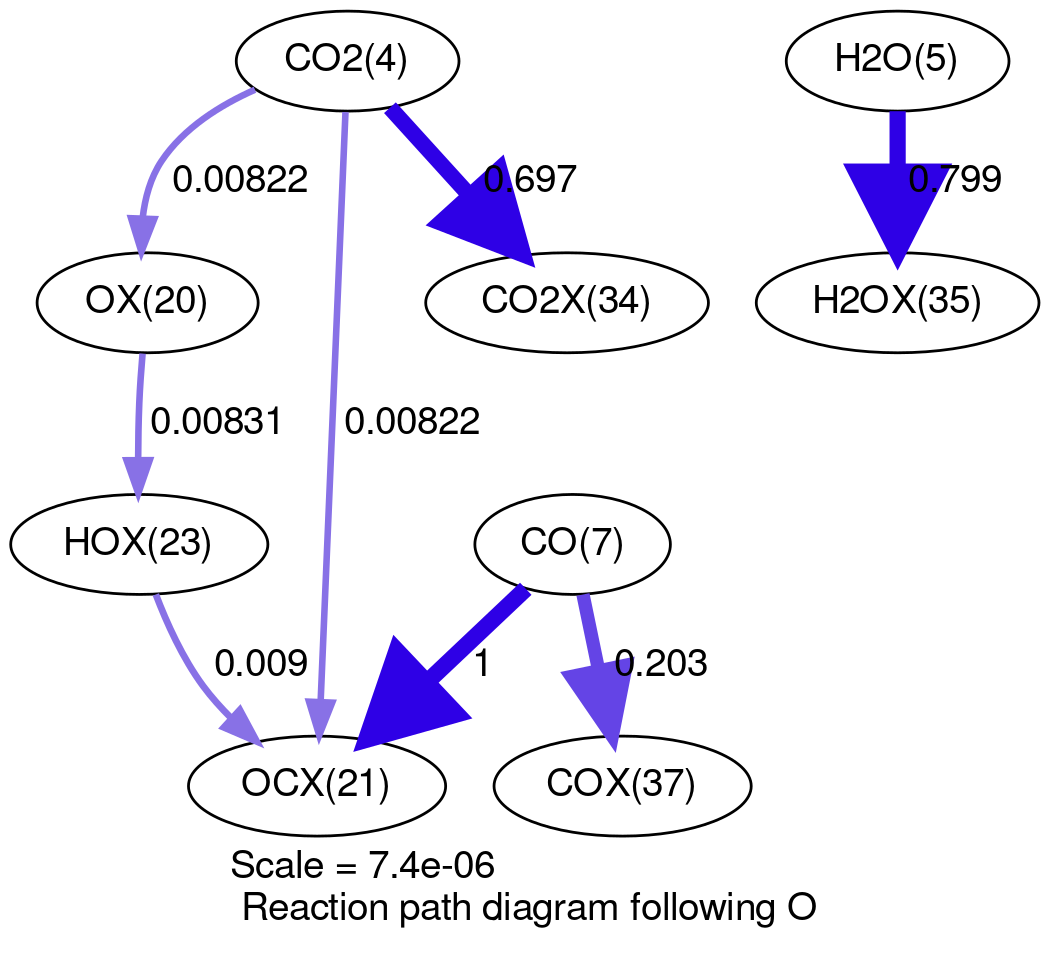 CO2(4)
H2O(5)
0.00822
0.697
0.799
OX(20)
CO2X(34)
H2OX(35)
0.00831
0.00822
HOX(23)
CO(7)
0.009
1
0.203
OCX(21)
COX(37)
Scale = 7.4e-06
Reaction path diagram following O